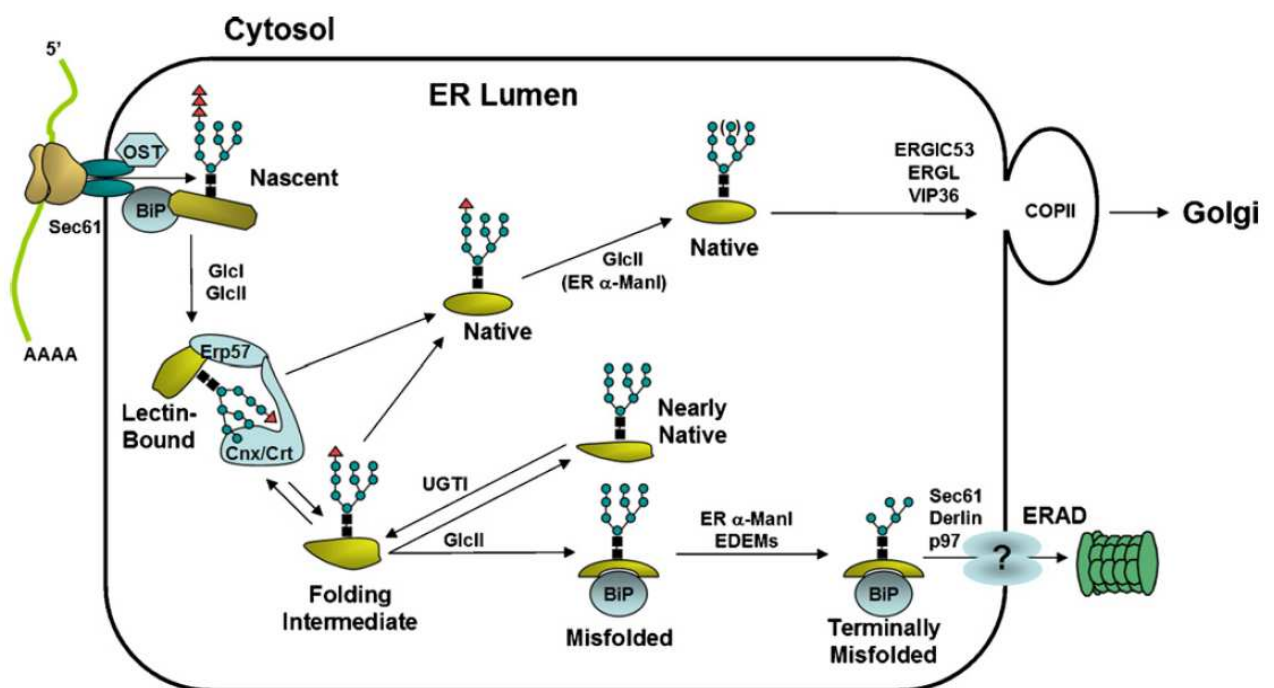 Cytosol
5'
ER Lumen
OST
Nascent
BiP
Sec61
GlcI
GlcII
AAAA
Erp57
Lectin-
Bound
Cnx/Crt
Native
GlcII
(ER α-ManI)
( )
Native
ERGIC53
ERGL
VIP36
COPII
Golgi
Nearly
Native
UGTI
GlcII
Folding
Intermediate
BiP
Misfolded
ER α-ManI
EDEMs
BiP
Terminally
Misfolded
Sec61
Derlin
p97
?
ERAD